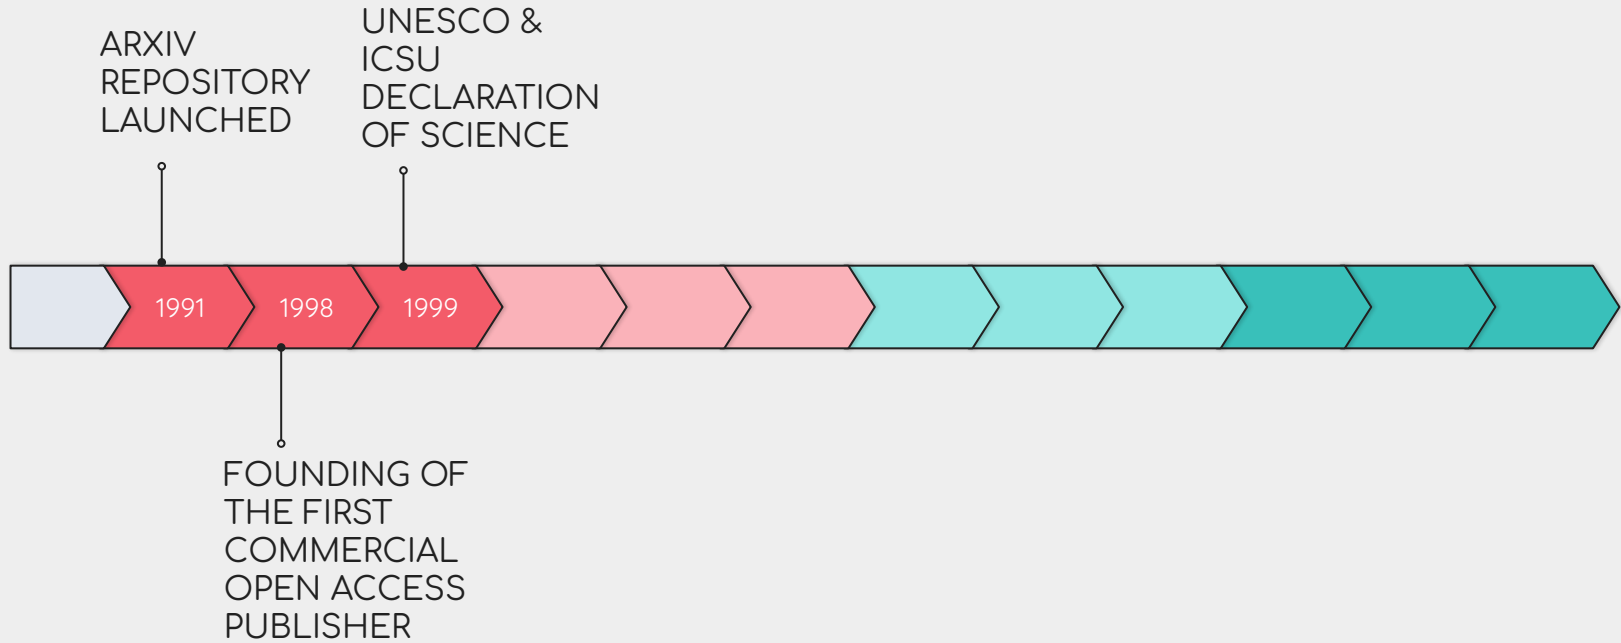 ARXIV
REPOSITORY
LAUNCHED
UNESCO &
ICSU
DECLARATION
OF SCIENCE
1991
1998
1999
FOUNDING OF
THE FIRST
COMMERCIAL
OPEN ACCESS
PUBLISHER